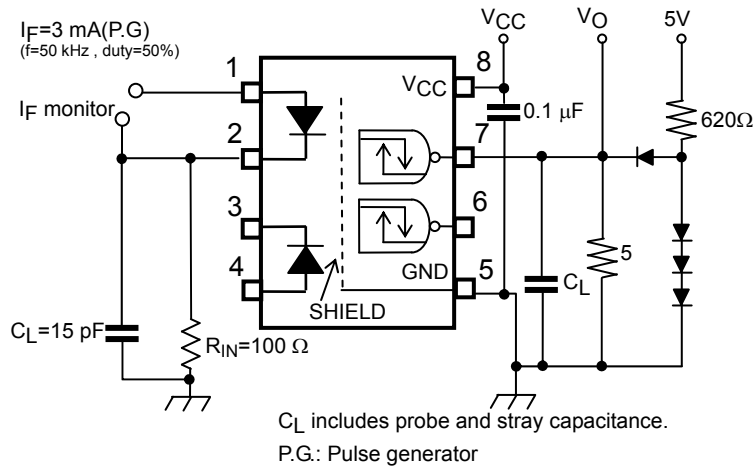 IF=3 mA(P.G)
(f=50 kHz , duty=50%)
IF monitor
1
2
3
4
CL=15 pF
RIN=100 Ω
SHIELD
VCC
GND
8
7
6
5
VCC
VO
5V
0.1 μF
620Ω
5
CL
CL includes probe and stray capacitance.
P.G.: Pulse generator